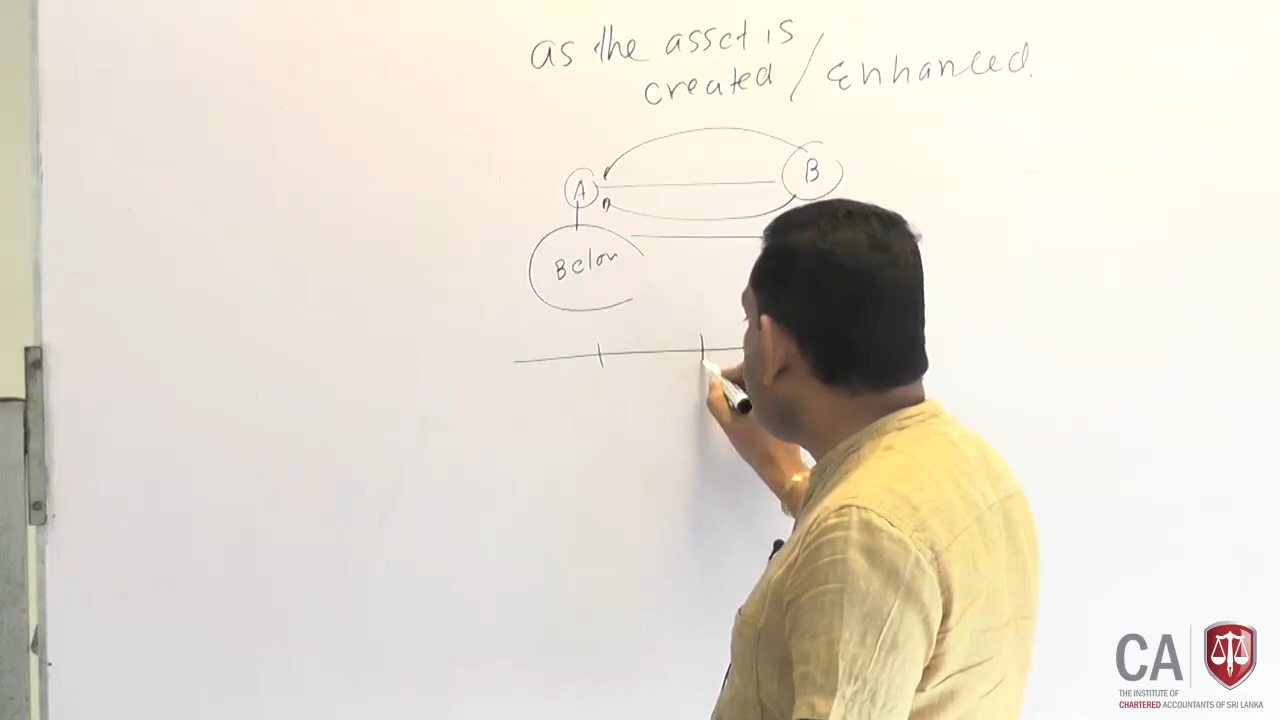 as the asset is
created / Enhanced.
A
B
Belon
CA
THE INSTITUTE OF
CHARTERED ACCOUNTANTS OF SRI LANKA